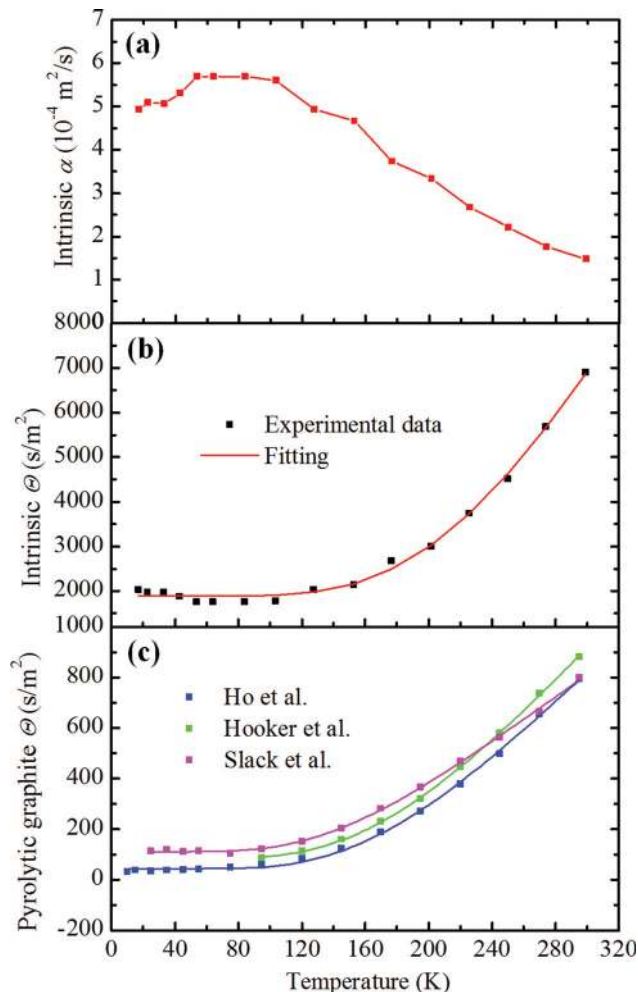 (a)
6
5
4
3
2
1
0
Intrinsic α (10⁻⁴ m²/s)
(b)
8000
7000
6000
5000
4000
3000
2000
1000
Intrinsic Θ (s/m²)
Experimental data
Fitting
(c)
800
600
400
200
0
-200
Pyrolytic graphite Θ (s/m²)
Ho et al.
Hooker et al.
Slack et al.
0 40 80 120 160 200 240 280 320
Temperature (K)